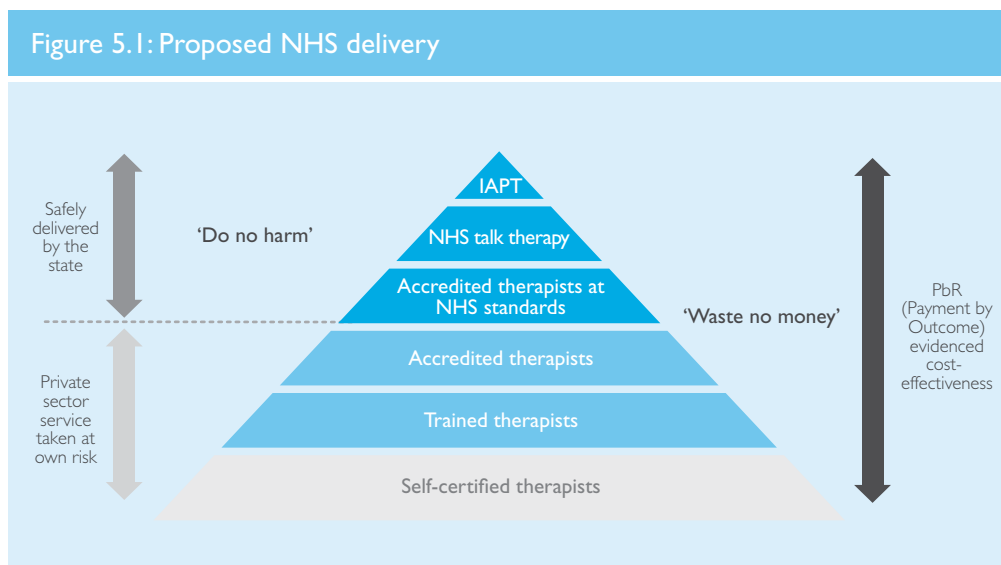 Figure 5.1: Proposed NHS delivery
Safely
delivered
by the
state
‘Do no harm’
IAPT
NHS talk therapy
Accredited therapists at
NHS standards
Accredited therapists
Trained therapists
Self-certified therapists
‘Waste no money’
PbR
(Payment by
Outcome)
evidenced
cost-
effectiveness
Private
sector
service
taken at
own risk